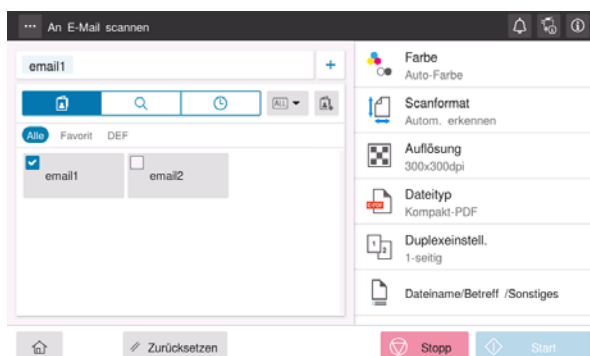 An E-Mail scannen
email1
+
ALL
Alle Favorit DEF
email1
email2
Farbe
Auto-Farbe
Scanformat
Autom. erkennen
Auflösung
300x300dpi
Dateityp
Kompakt-PDF
Duplexeinstell.
1-seitig
Dateiname/Betreff /Sonstiges
Zurücksetzen
Stopp
Start